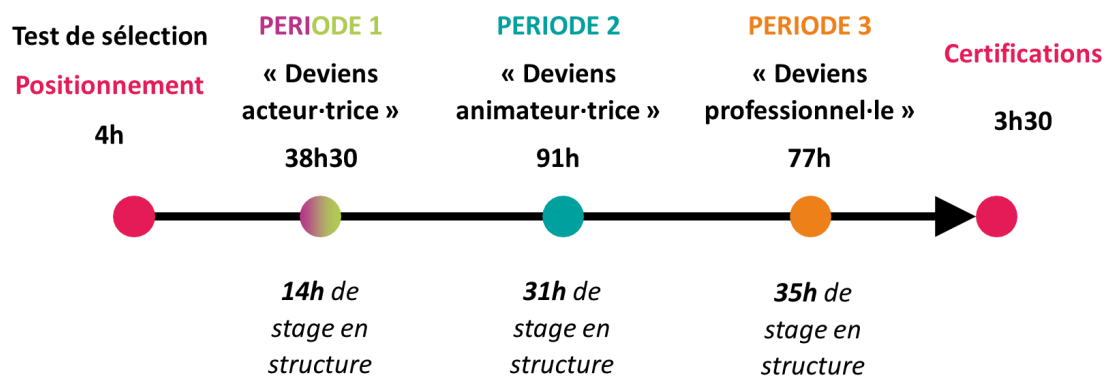 Test de sélection
Positionnement
4h
PERIODE 1
« Deviens
acteur·trice »
38h30
PERIODE 2
« Deviens
animateur·trice »
91h
PERIODE 3
« Deviens
professionnel·le »
77h
Certifications
3h30
14h de
stage en
structure
31h de
stage en
structure
35h de
stage en
structure